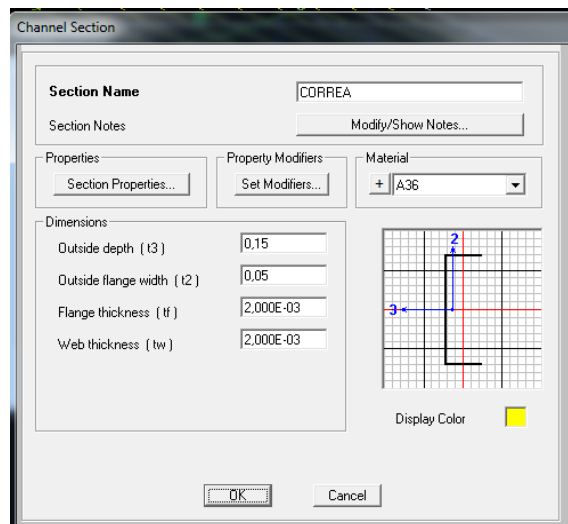 Channel Section
Section Name
CORREA
Section Notes
Modify/Show Notes...
Properties
Section Properties...
Property Modifiers
Set Modifiers...
Material
+
A36
Dimensions
Outside depth ( t3 )
0,15
Outside flange width ( t2 )
0,05
Flange thickness ( tf )
2,000E-03
Web thickness ( tw )
2,000E-03
2
3
Display Color
OK
Cancel